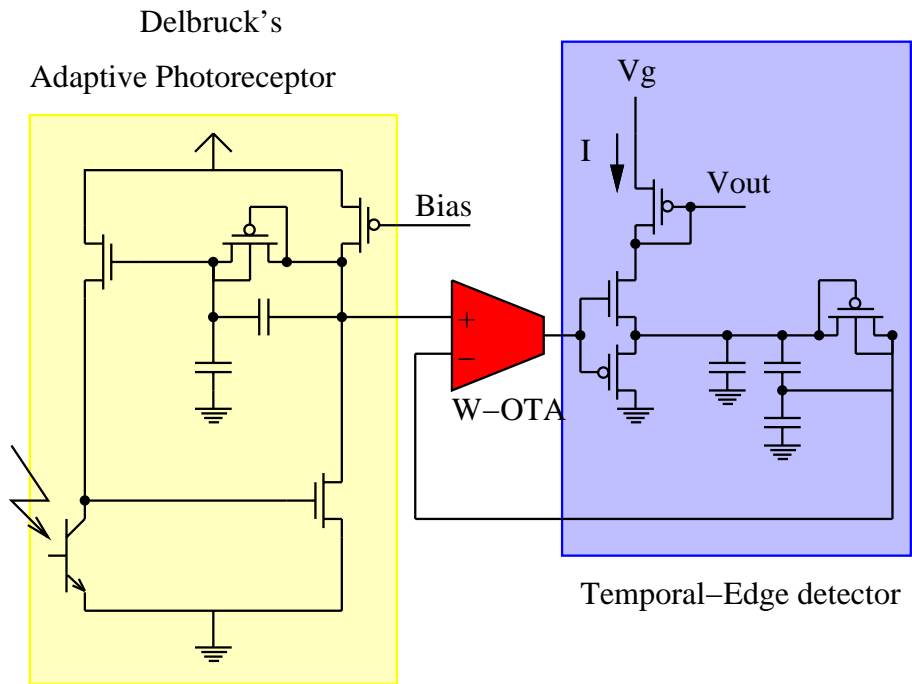 Delbruck's
Adaptive Photoreceptor
Vg
I
Vout
Bias
+
−
W−OTA
Temporal−Edge detector